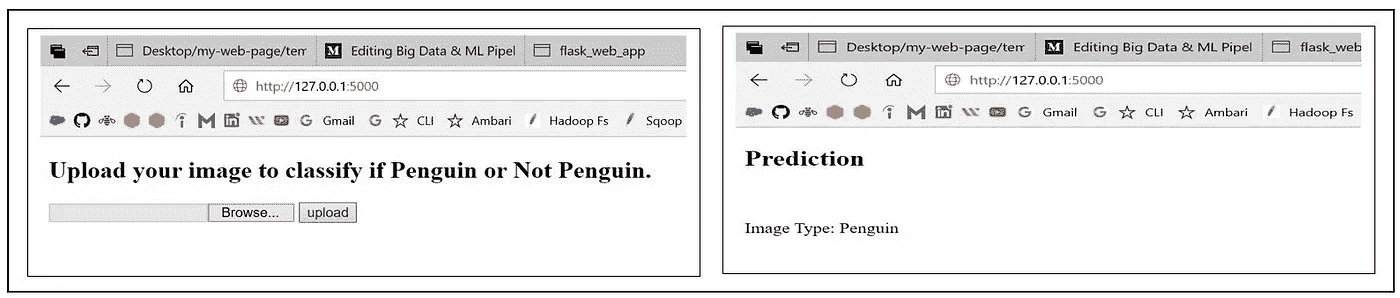 Desktop/my-web-page/tem
Editing Big Data & ML Pipel
flask_web_app
http://127.0.0.1:5000
Gmail
CLI
Ambari
Hadoop Fs
Sqoop
Upload your image to classify if Penguin or Not Penguin.
Browse...
upload
Desktop/my-web-page/tem
Editing Big Data & ML Pipel
flask_web
http://127.0.0.1:5000
Gmail
CLI
Ambari
Hadoop Fs
Prediction
Image Type: Penguin